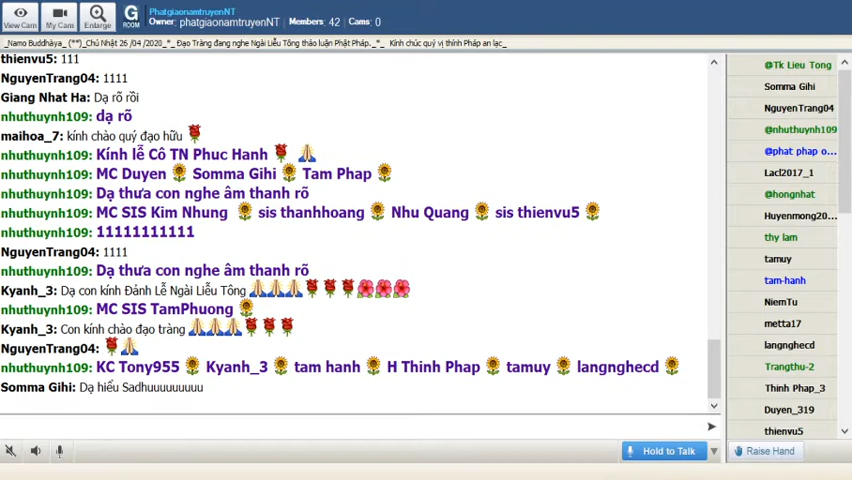 View Cam
My Cam
Enlarge
G
ROOM
PhatgiaonamtruyenNT
Owner: phatgiaonamtruyenNT Members: 42 Cams: 0
_Namo Buddhàya_ (**)_Chủ Nhật 26 /04 /2020_*_ Đạo Tràng đang nghe Ngài Liễu Tông thảo luận Phật Pháp._*_ Kính chúc quý vị thính Pháp an lạc_
thienvu5: 111
NguyenTrang04: 1111
Giang Nhat Ha: Dạ rõ rồi
nhuthuynh109: dạ rõ
maihoa_7: kính chào quý đạo hữu
nhuthuynh109: Kính lễ Cô TN Phuc Hanh
nhuthuynh109: MC Duyen Somma Gihi Tam Phap
nhuthuynh109: Dạ thưa con nghe âm thanh rõ
nhuthuynh109: MC SIS Kim Nhung sis thanhhoang Nhu Quang sis thienvu5
nhuthuynh109: 11111111111
NguyenTrang04: 1111
nhuthuynh109: Dạ thưa con nghe âm thanh rõ
Kyanh_3: Dạ con kính Đảnh Lễ Ngài Liễu Tông
nhuthuynh109: MC SIS TamPhuong
Kyanh_3: Con kính chào đạo tràng
NguyenTrang04:
nhuthuynh109: KC Tony955 Kyanh_3 tam hanh H Thinh Phap tamuy langnghecd
Somma Gihi: Dạ hiểu Sadhuuuuuuuuu
@Tk Lieu Tong
Somma Gihi
NguyenTrang04
@nhuthuynh109
@phat phap o...
Lacl2017_1
@hongnhat
Huyenmong20...
thy lam
tamuy
tam-hanh
NiemTu
metta17
langnghecd
Trangthu-2
Thinh Phap_3
Duyen_319
thienvu5
Hold to Talk
Raise Hand